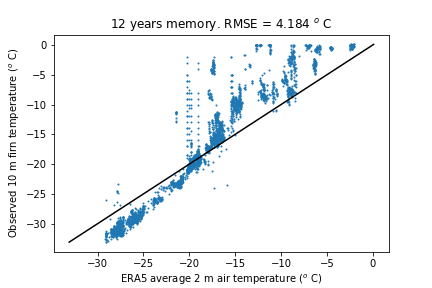 12 years memory. RMSE = 4.184 ° C
0
−5
−10
−15
−20
−25
−30
Observed 10 m firn temperature (° C)
−30 −25 −20 −15 −10 −5 0
ERA5 average 2 m air temperature (° C)